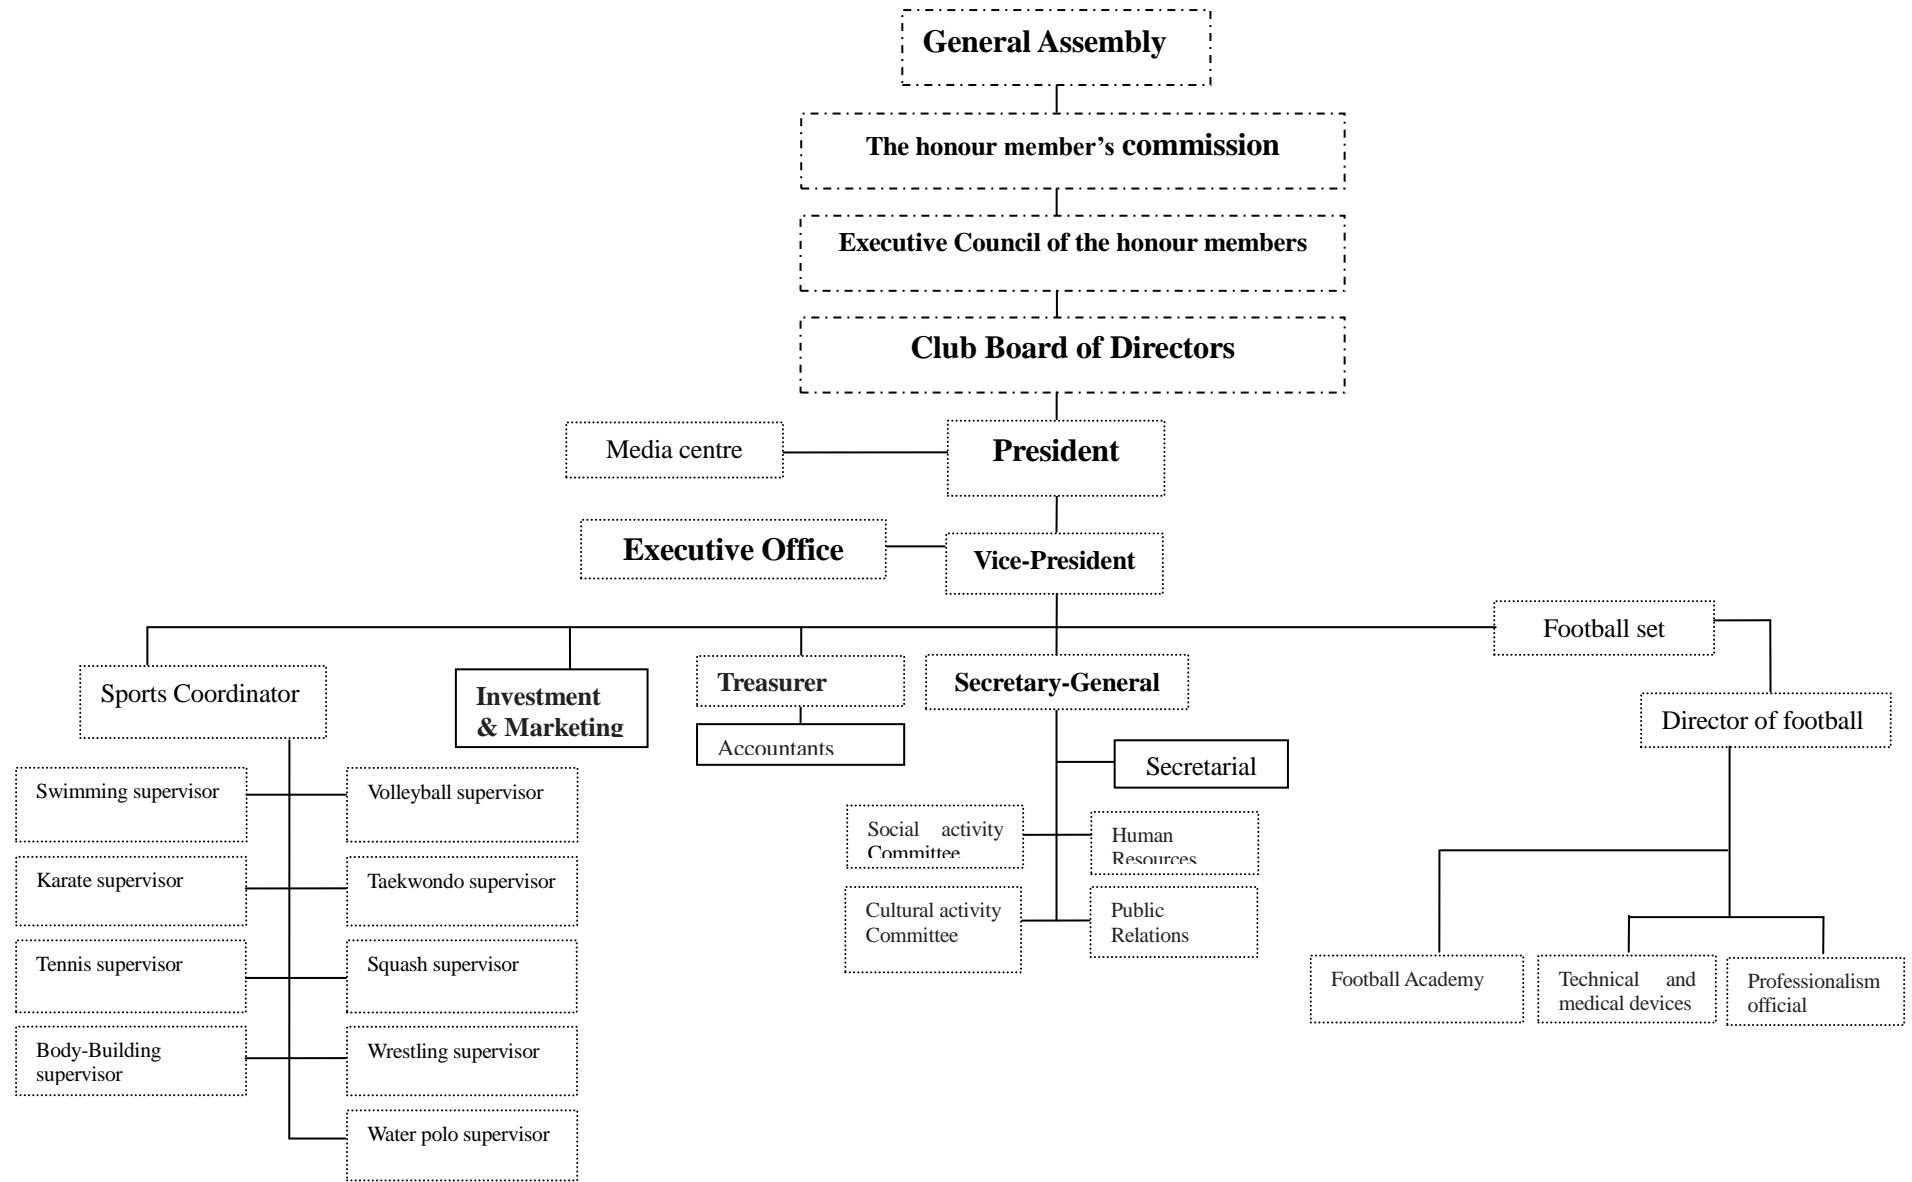 General Assembly
The honour member’s commission
Executive Council of the honour members
Club Board of Directors
Media centre
President
Executive Office
Vice-President
Football set
Sports Coordinator
Investment
& Marketing
Treasurer
Secretary-General
Director of football
Accountants
Secretarial
Swimming supervisor
Volleyball supervisor
Social activity
Committee
Human
Resources
Karate supervisor
Taekwondo supervisor
Cultural activity
Committee
Public
Relations
Tennis supervisor
Squash supervisor
Football Academy
Technical and
medical devices
Professionalism
official
Body-Building
supervisor
Wrestling supervisor
Water polo supervisor